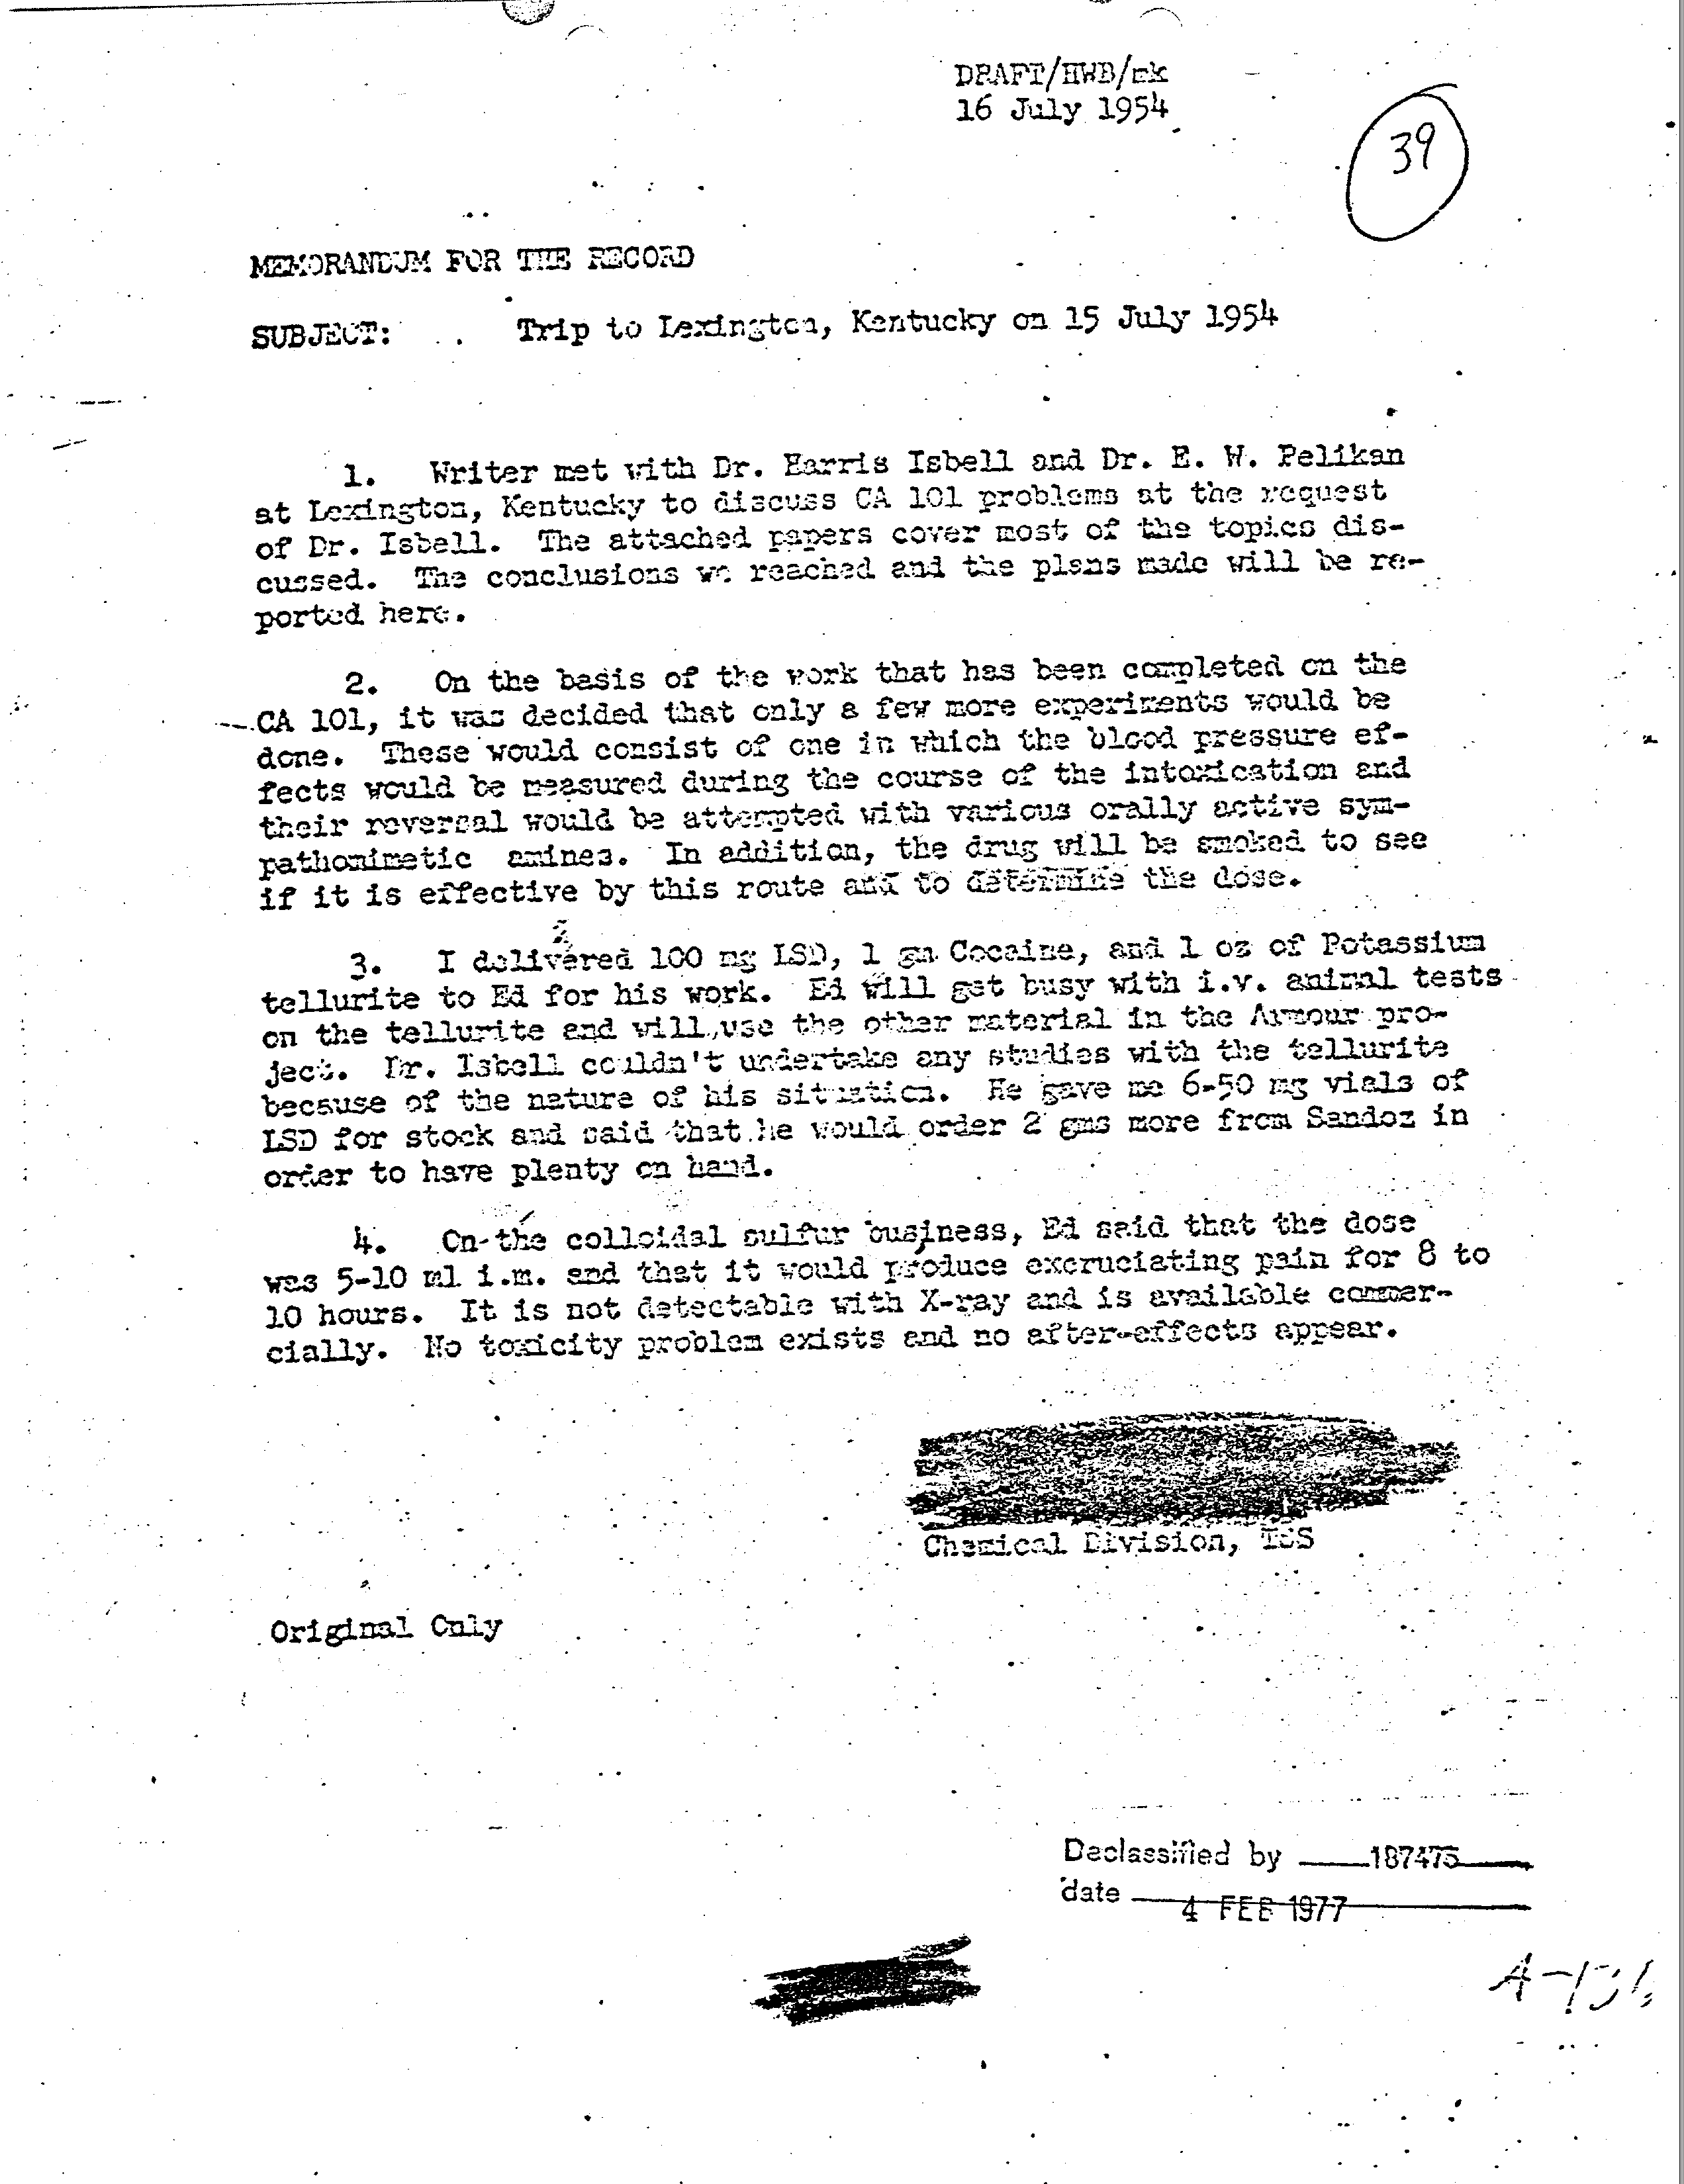 DRAFT/HWB/mk
16 July 1954
39
MEMORANDUM FOR THE RECORD
SUBJECT: Trip to Lexington, Kentucky on 15 July 1954
1. Writer met with Dr. Harris Isbell and Dr. E. W. Pelikan
at Lexington, Kentucky to discuss CA 101 problems at the request
of Dr. Isbell. The attached papers cover most of the topics dis-
cussed. The conclusions we reached and the plans made will be re-
ported here.
2. On the basis of the work that has been completed on the
CA 101, it was decided that only a few more experiments would be
done. These would consist of one in which the blood pressure ef-
fects would be measured during the course of the intoxication and
their reversal would be attempted with various orally active sym-
pathomimetic amines. In addition, the drug will be smoked to see
if it is effective by this route and to determine the dose.
3. I delivered 100 mg LSD, 1 gm Cocaine, and 1 oz of Potassium
tellurite to Ed for his work. Ed will get busy with i.v. animal tests
on the tellurite and will use the other material in the Armour pro-
ject. Dr. Isbell couldn't undertake any studies with the tellurite
because of the nature of his situation. He gave me 6-50 mg vials of
LSD for stock and said that he would order 2 gms more from Sandoz in
order to have plenty on hand.
4. On the colloidal sulfur business, Ed said that the dose
was 5-10 ml i.m. and that it would produce excruciating pain for 8 to
10 hours. It is not detectable with X-ray and is available commer-
cially. No toxicity problem exists and no after-effects appear.
Chemical Division, TSS
Original Only
Declassified by 187475
date 4 FEB 1977